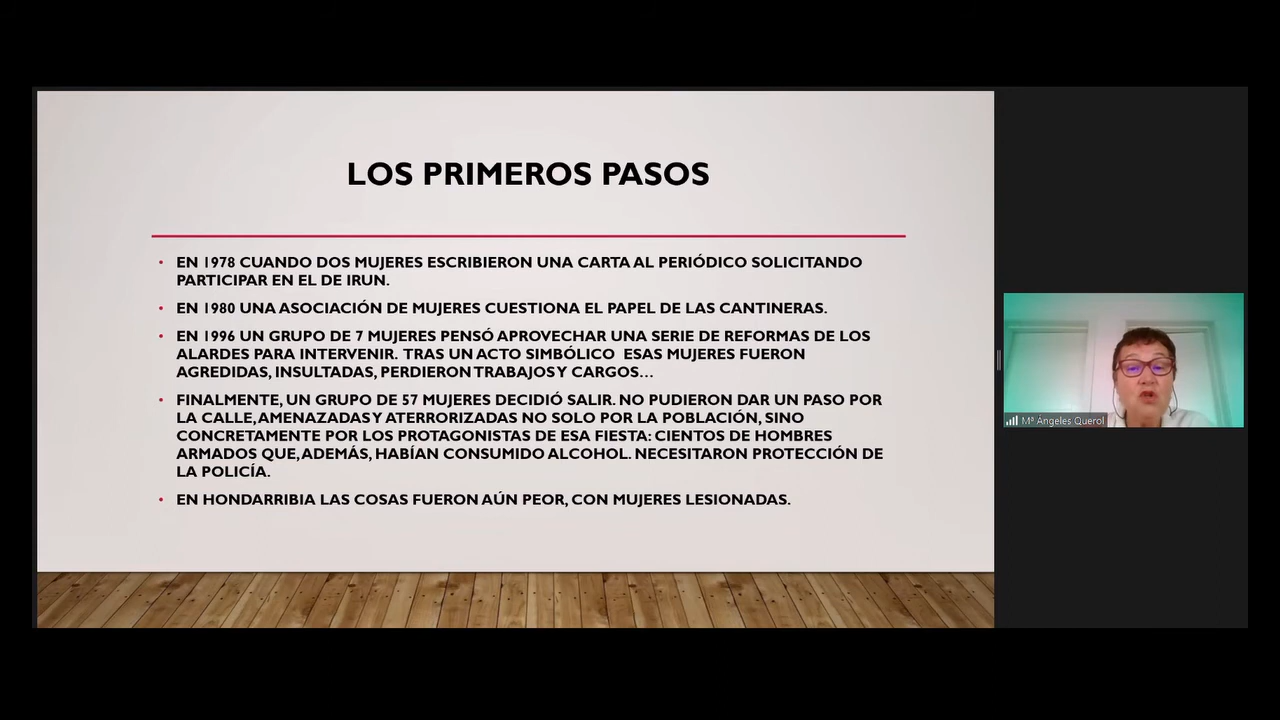 LOS PRIMEROS PASOS
• EN 1978 CUANDO DOS MUJERES ESCRIBIERON UNA CARTA AL PERIÓDICO SOLICITANDO
PARTICIPAR EN EL DE IRUN.
• EN 1980 UNA ASOCIACIÓN DE MUJERES CUESTIONA EL PAPEL DE LAS CANTINERAS.
• EN 1996 UN GRUPO DE 7 MUJERES PENSÓ APROVECHAR UNA SERIE DE REFORMAS DE LOS
ALARDES PARA INTERVENIR. TRAS UN ACTO SIMBÓLICO ESAS MUJERES FUERON
AGREDIDAS, INSULTADAS, PERDIERON TRABAJOS Y CARGOS...
• FINALMENTE, UN GRUPO DE 57 MUJERES DECIDIÓ SALIR. NO PUDIERON DAR UN PASO POR
LA CALLE, AMENAZADAS Y ATERRORIZADAS NO SOLO POR LA POBLACIÓN, SINO
CONCRETAMENTE POR LOS PROTAGONISTAS DE ESA FIESTA: CIENTOS DE HOMBRES
ARMADOS QUE, ADEMÁS, HABÍAN CONSUMIDO ALCOHOL. NECESITARON PROTECCIÓN DE
LA POLICÍA.
• EN HONDARRIBIA LAS COSAS FUERON AÚN PEOR, CON MUJERES LESIONADAS.
Mª Ángeles Querol